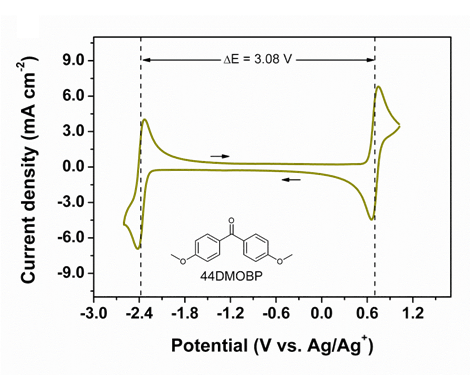 ΔE = 3.08 V
9.0
6.0
3.0
0.0
-3.0
-6.0
-9.0
Current density (mA cm⁻²)
O
O
O
44DMOBP
-3.0 -2.4 -1.8 -1.2 -0.6 0.0 0.6 1.2
Potential (V vs. Ag/Ag⁺)